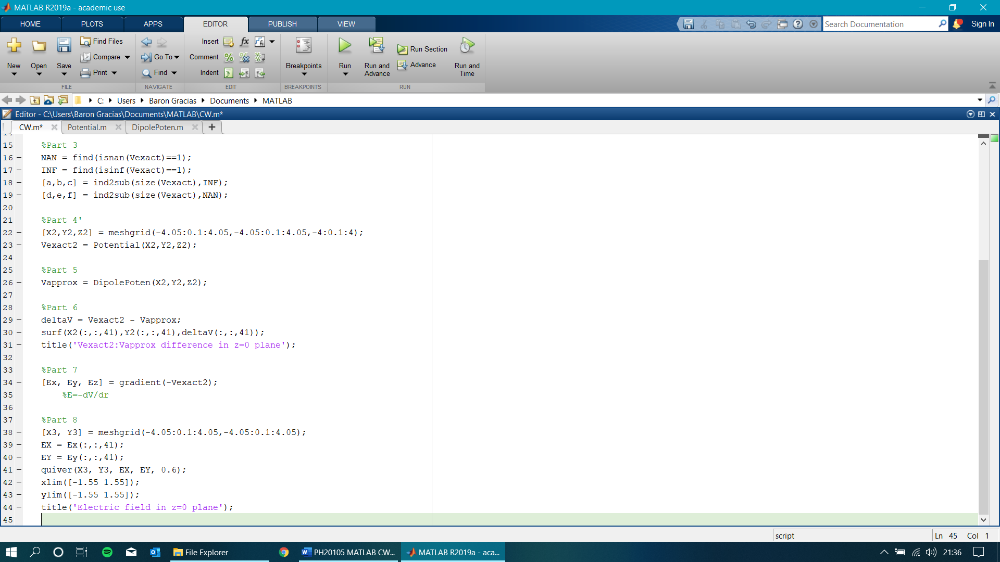 MATLAB R2019a - academic use
HOME PLOTS APPS EDITOR PUBLISH VIEW
Search Documentation
Sign In
New
Open
Save
Find Files
Compare
Print
FILE
Go To
Find
NAVIGATE
Insert
Comment
Indent
EDIT
Breakpoints
BREAKPOINTS
Run
Run and Advance
Run Section
Advance
Run and Time
RUN
C: Users Baron Gracias Documents MATLAB
Editor - C:\Users\Baron Gracias\Documents\MATLAB\CW.m*
CW.m* Potential.m DipolePoten.m
15 %Part 3
16 NAN = find(isnan(Vexact)==1);
17 INF = find(isinf(Vexact)==1);
18 [a,b,c] = ind2sub(size(Vexact),INF);
19 [d,e,f] = ind2sub(size(Vexact),NAN);
20
21 %Part 4'
22 [X2,Y2,Z2] = meshgrid(-4.05:0.1:4.05,-4.05:0.1:4.05,-4:0.1:4);
23 Vexact2 = Potential(X2,Y2,Z2);
24
25 %Part 5
26 Vapprox = DipolePoten(X2,Y2,Z2);
27
28 %Part 6
29 deltaV = Vexact2 - Vapprox;
30 surf(X2(:,:,41),Y2(:,:,41),deltaV(:,:,41));
31 title('Vexact2:Vapprox difference in z=0 plane');
32
33 %Part 7
34 [Ex, Ey, Ez] = gradient(-Vexact2);
35 %E=-dV/dr
36
37 %Part 8
38 [X3, Y3] = meshgrid(-4.05:0.1:4.05,-4.05:0.1:4.05);
39 EX = Ex(:,:,41);
40 EY = Ey(:,:,41);
41 quiver(X3, Y3, EX, EY, 0.6);
42 xlim([-1.55 1.55]);
43 ylim([-1.55 1.55]);
44 title('Electric field in z=0 plane');
45
script
Ln 45 Col 1
File Explorer
PH20105 MATLAB CW...
MATLAB R2019a - aca...
21:36